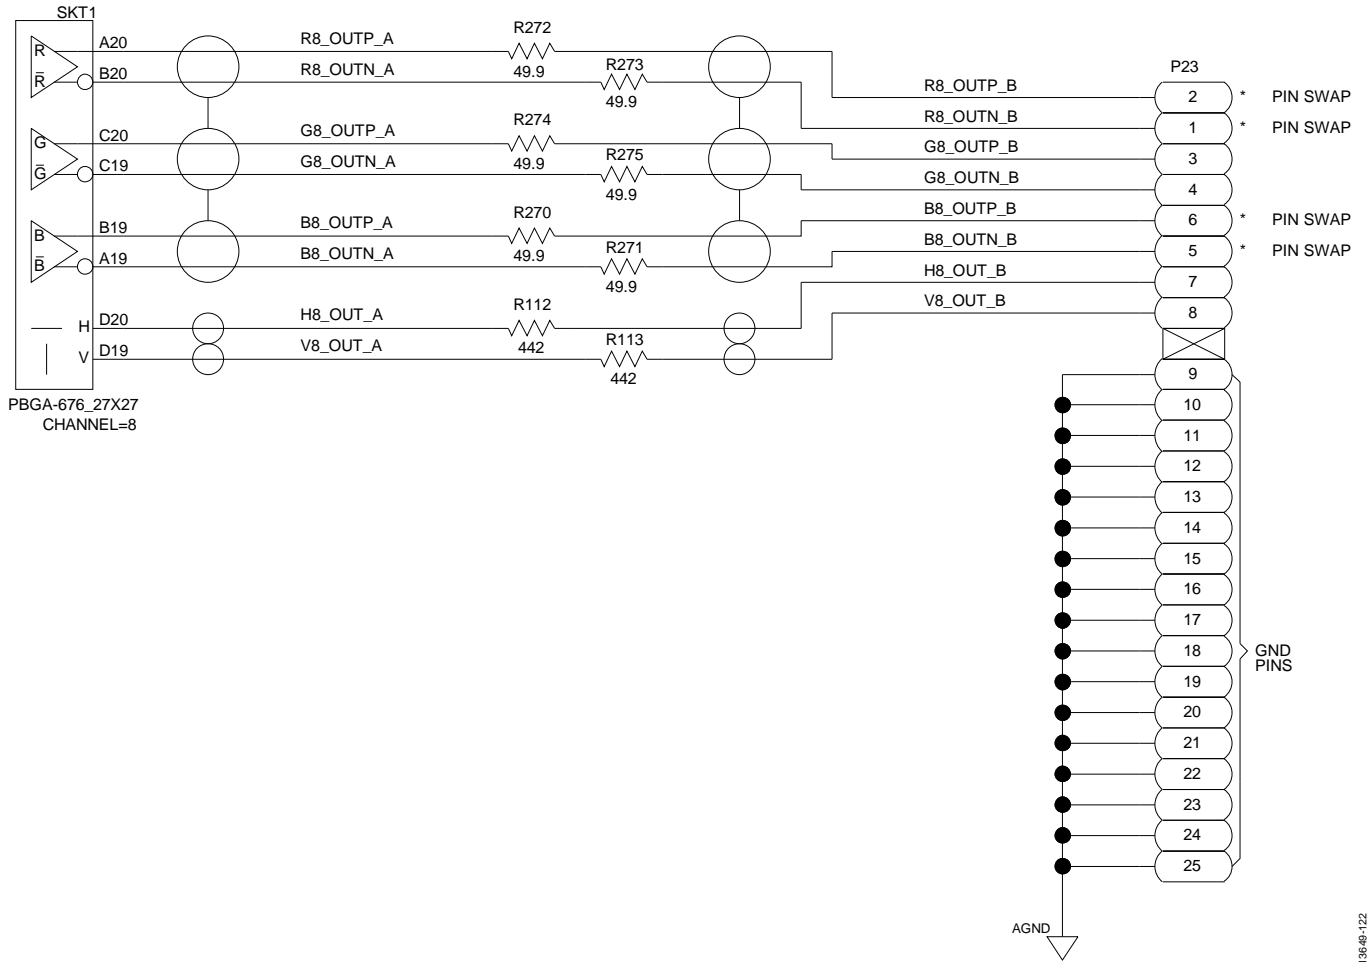 SKT1
R A20 R8_OUTP_A R272 49.9
R̅ B20 R8_OUTN_A R273 49.9
G C20 G8_OUTP_A R274 49.9
G̅ C19 G8_OUTN_A R275 49.9
B B19 B8_OUTP_A R270 49.9
B̅ A19 B8_OUTN_A R271 49.9
H D20 H8_OUT_A R112 442
V D19 V8_OUT_A R113 442
PBGA-676_27X27
CHANNEL=8
P23
R8_OUTP_B 2 * PIN SWAP
R8_OUTN_B 1 * PIN SWAP
G8_OUTP_B 3
G8_OUTN_B 4
B8_OUTP_B 6 * PIN SWAP
B8_OUTN_B 5 * PIN SWAP
H8_OUT_B 7
V8_OUT_B 8
9
10
11
12
13
14
15
16
17
18
19
20
21
22
23
24
25
GND
PINS
AGND
13649-122